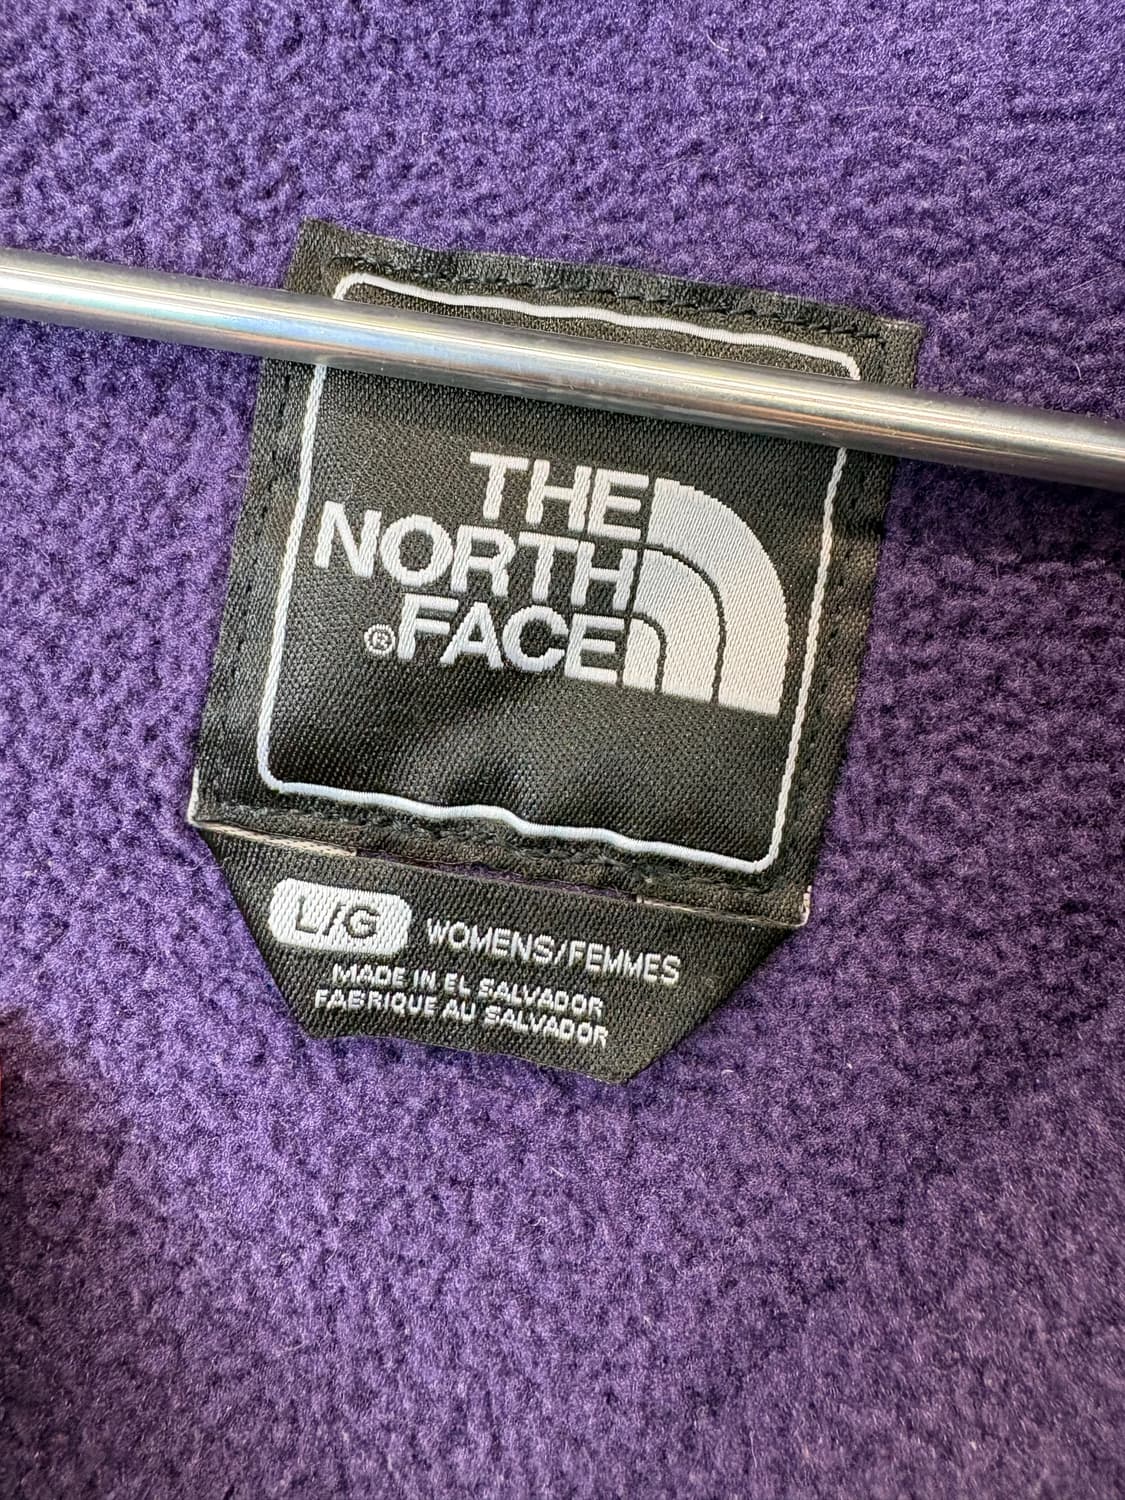 THE
NORTH
®FACE
L/G WOMENS/FEMMES
MADE IN EL SALVADOR
FABRIQUE AU SALVADOR